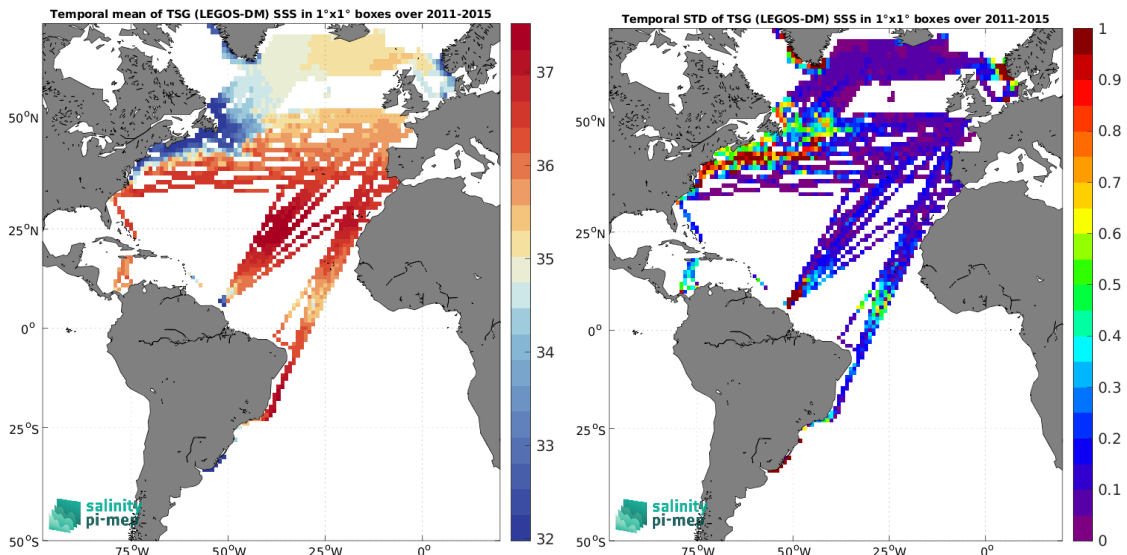 Temporal mean of TSG (LEGOS-DM) SSS in 1°x1° boxes over 2011-2015
50°N
25°N
0°
25°S
50°S
75°W
50°W
25°W
0°
37
36
35
34
33
32
salinity
pi-mep
Temporal STD of TSG (LEGOS-DM) SSS in 1°x1° boxes over 2011-2015
50°N
25°N
0°
25°S
50°S
75°W
50°W
25°W
0°
1
0.9
0.8
0.7
0.6
0.5
0.4
0.3
0.2
0.1
0
salinity
pi-mep